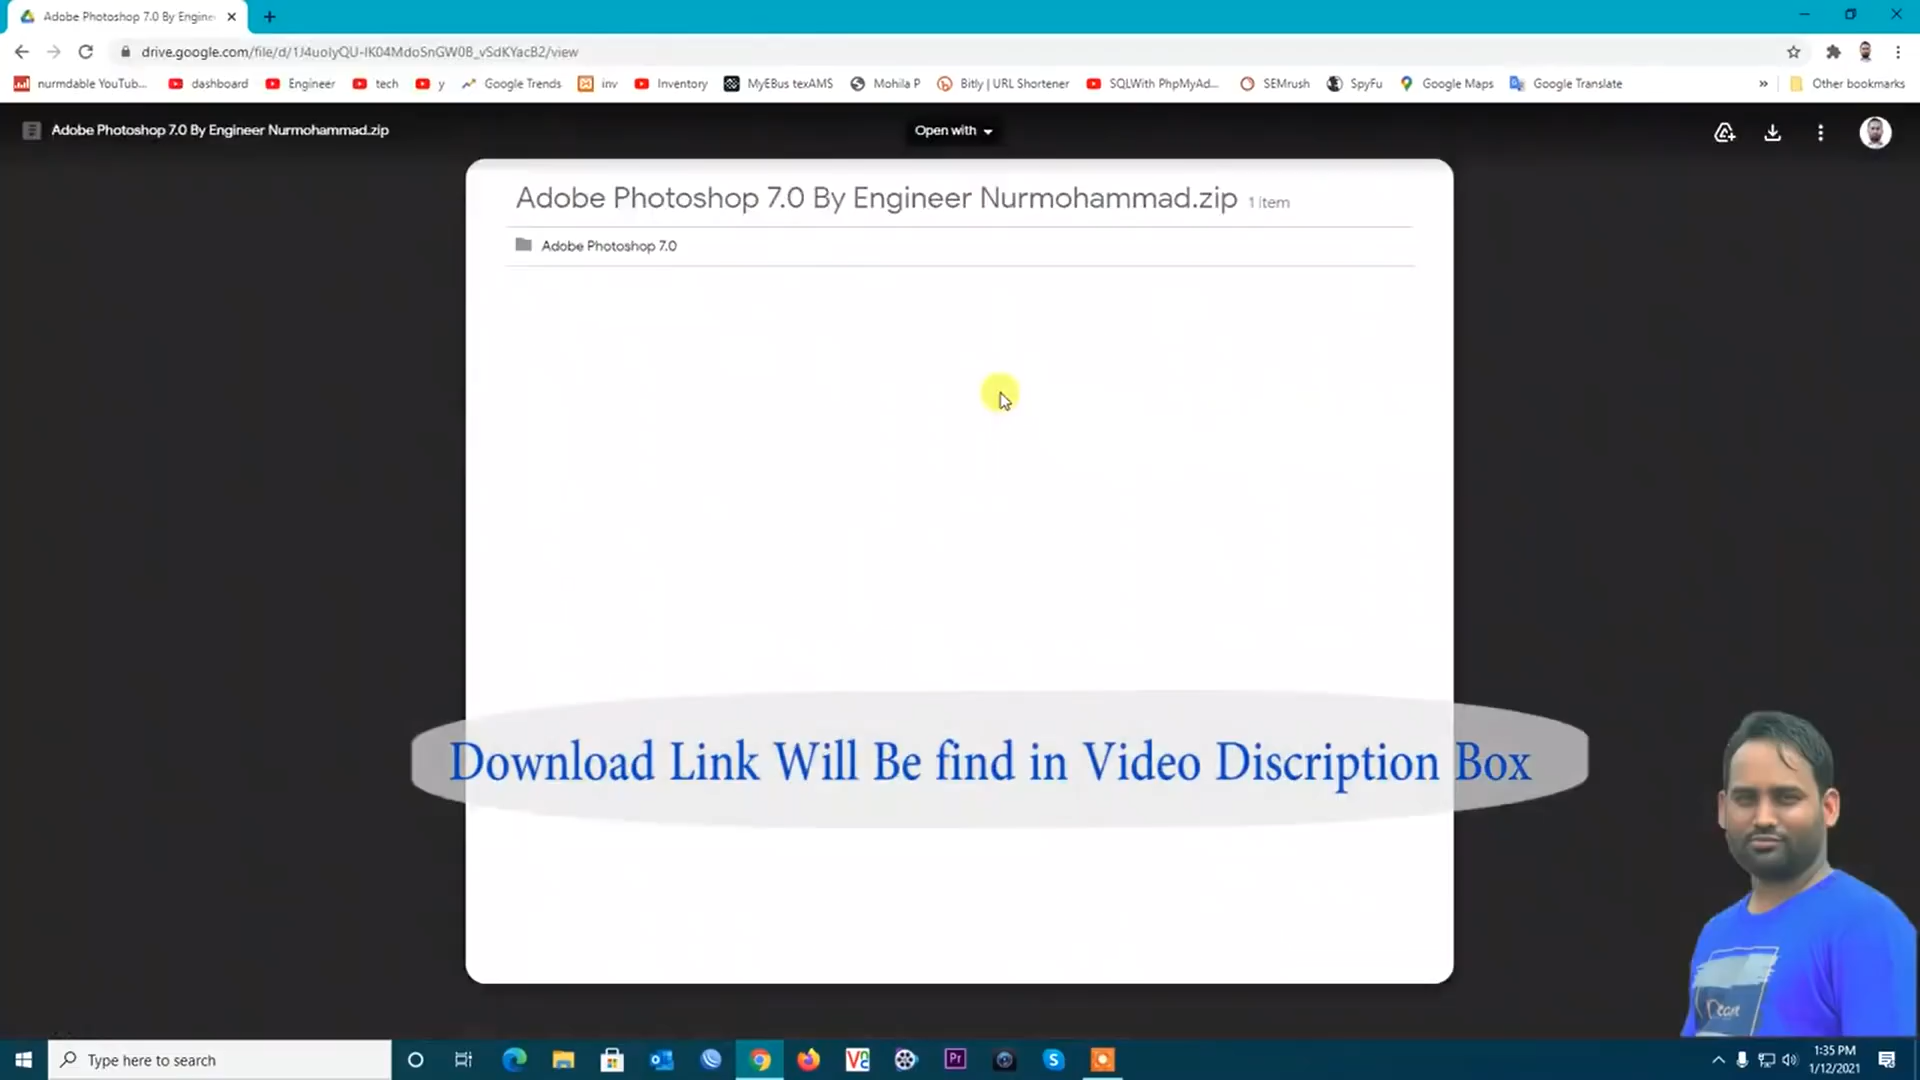 Adobe Photoshop 7.0 By Engine
drive.google.com/file/d/1J4uolyQU-IK04MdoSnGW08_vSdKYacB2/view
nurmdable YouTub...
dashboard
Engineer
tech
y
Google Trends
inv
Inventory
MyEBus texAMS
Mohila P
Bitly | URL Shortener
SQLWith PhpMyAd...
SEMrush
SpyFu
Google Maps
Google Translate
»
Other bookmarks
Adobe Photoshop 7.0 By Engineer Nurmohammad.zip
Open with
Adobe Photoshop 7.0 By Engineer Nurmohammad.zip 1 item
Adobe Photoshop 7.0
Download Link Will Be find in Video Discription Box
Type here to search
Pr
1:35 PM
1/12/2021